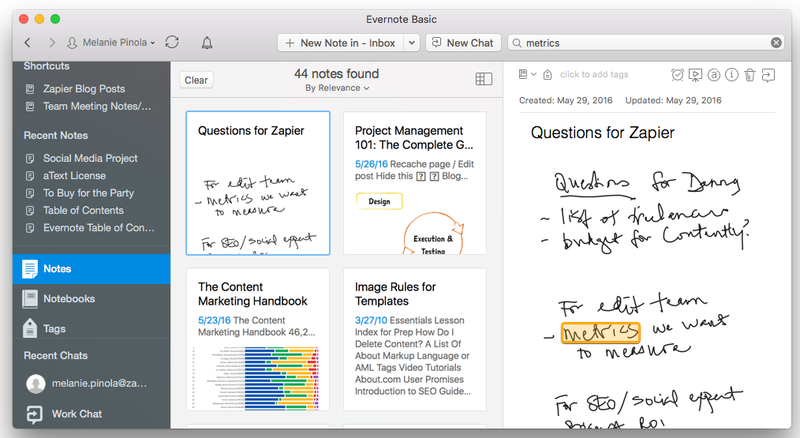 Evernote Basic
Melanie Pinola
+ New Note in - Inbox
New Chat
metrics
Shortcuts
Zapier Blog Posts
Team Meeting Notes/...
Recent Notes
Social Media Project
aText License
To Buy for the Party
Table of Contents
Evernote Table of Con...
Notes
Notebooks
Tags
Recent Chats
melanie.pinola@za...
Work Chat
Clear
44 notes found
By Relevance
Questions for Zapier
For edit team
- metrics we want
to measure
For SEO/social expert
Project Management
101: The Complete G...
5/26/16 Recache page / Edit
post Hide this ? ? Blog...
Design
Execution &
Testing
The Content
Marketing Handbook
5/23/16 The Content
Marketing Handbook 46,2...
Image Rules for
Templates
3/27/10 Essentials Lesson
Index for Prep How Do I
Delete Content? A List Of
About Markup Language or
AML Tags Video Tutorials
About.com User Promises
Introduction to SEO Guide...
click to add tags
Created: May 29, 2016 Updated: May 29, 2016
Questions for Zapier
Questions for Danny
- list of freelancers
- budget for Contently?
For edit team
- metrics we want
to measure
For SEO/social expert
ROI